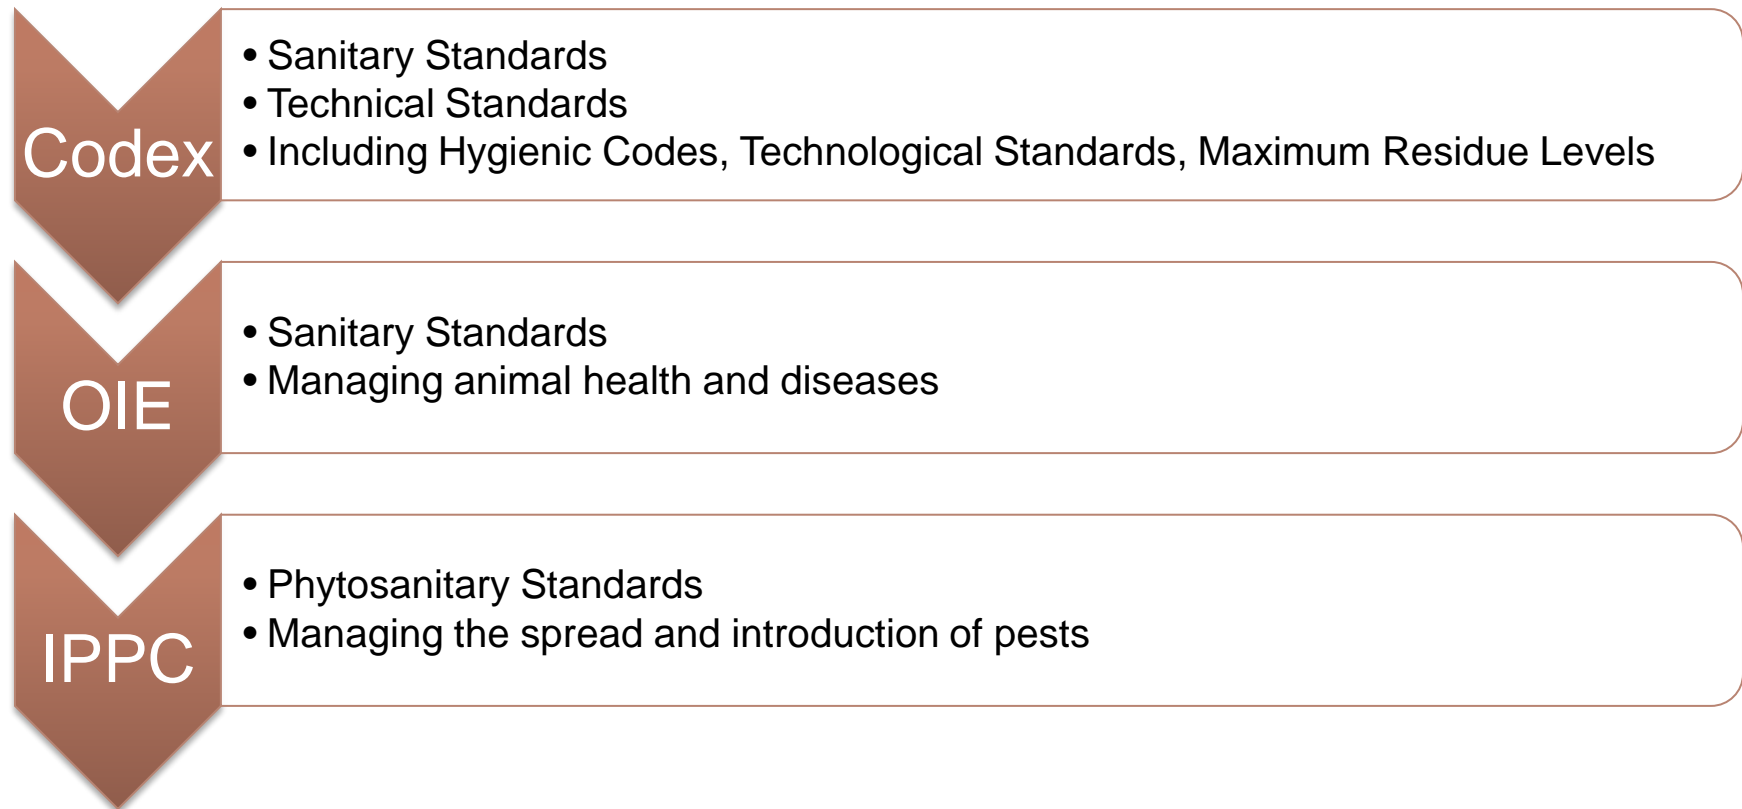 Codex
• Sanitary Standards
• Technical Standards
• Including Hygienic Codes, Technological Standards, Maximum Residue Levels
OIE
• Sanitary Standards
• Managing animal health and diseases
IPPC
• Phytosanitary Standards
• Managing the spread and introduction of pests